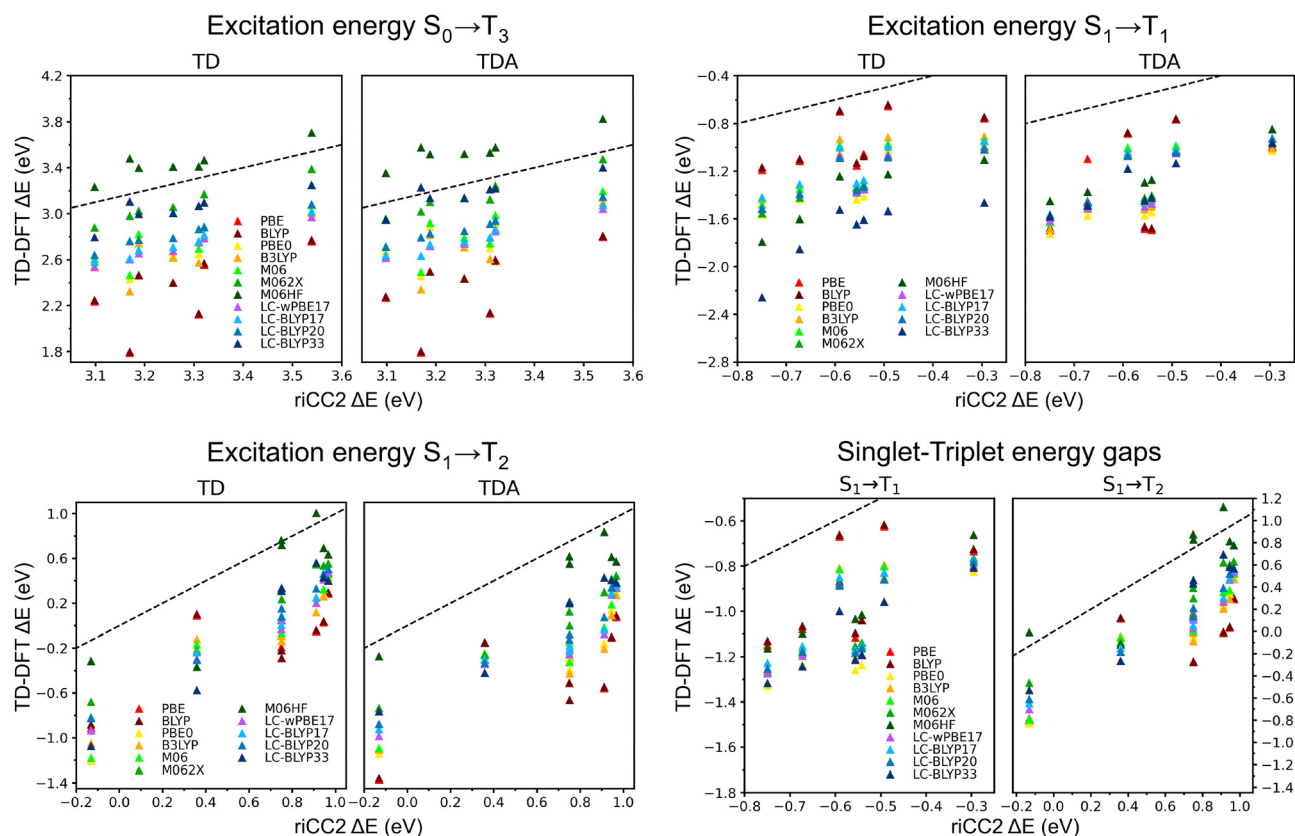 Excitation energy S₀→T₃
TD
TDA
TD-DFT ΔE (eV)
4.2
3.8
3.4
3.0
2.6
2.2
1.8
PBE
BLYP
PBE0
B3LYP
M06
M062X
M06HF
LC-wPBE17
LC-BLYP17
LC-BLYP20
LC-BLYP33
3.1 3.2 3.3 3.4 3.5 3.6
3.1 3.2 3.3 3.4 3.5 3.6
riCC2 ΔE (eV)
Excitation energy S₁→T₁
TD
TDA
TD-DFT ΔE (eV)
−0.4
−0.8
−1.2
−1.6
−2.0
−2.4
−2.8
PBE
BLYP
PBE0
B3LYP
M06
M062X
M06HF
LC-wPBE17
LC-BLYP17
LC-BLYP20
LC-BLYP33
−0.8 −0.7 −0.6 −0.5 −0.4 −0.3
−0.8 −0.7 −0.6 −0.5 −0.4 −0.3
riCC2 ΔE (eV)
Excitation energy S₁→T₂
TD
TDA
TD-DFT ΔE (eV)
1.0
0.6
0.2
−0.2
−0.6
−1.0
−1.4
PBE
BLYP
PBE0
B3LYP
M06
M062X
M06HF
LC-wPBE17
LC-BLYP17
LC-BLYP20
LC-BLYP33
−0.2 0.0 0.2 0.4 0.6 0.8 1.0
−0.2 0.0 0.2 0.4 0.6 0.8 1.0
riCC2 ΔE (eV)
Singlet-Triplet energy gaps
S₁→T₁
S₁→T₂
TD-DFT ΔE (eV)
−0.6
−0.8
−1.0
−1.2
−1.4
−1.6
−1.8
PBE
BLYP
PBE0
B3LYP
M06
M062X
M06HF
LC-wPBE17
LC-BLYP17
LC-BLYP20
LC-BLYP33
1.2
1.0
0.8
0.6
0.4
0.2
0.0
−0.2
−0.4
−0.6
−0.8
−1.0
−1.2
−1.4
−0.8 −0.7 −0.6 −0.5 −0.4 −0.3
−0.2 0.1 0.4 0.7 1.0
riCC2 ΔE (eV)